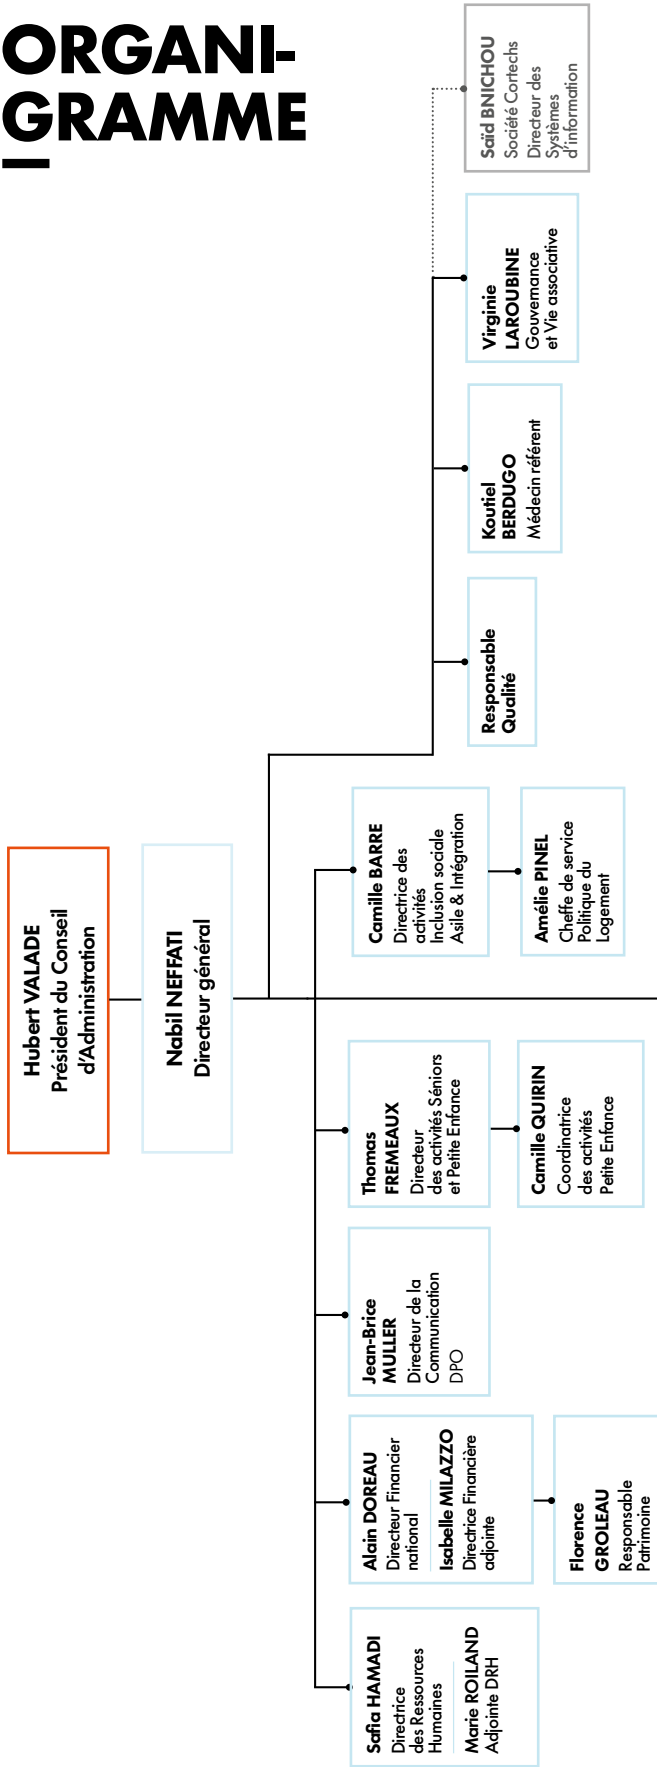 ORGANI-
GRAMME
Hubert VALADE
Président du Conseil
d'Administration
Nabil NEFFATI
Directeur général
Safia HAMADI
Directrice
des Ressources
Humaines
Marie ROILAND
Adjointe DRH
Alain DOREAU
Directeur Financier
national
Isabelle MILAZZO
Directrice Financière
adjointe
Florence
GROLEAU
Responsable
Patrimoine
Jean-Brice
MULLER
Directeur de la
Communication
DPO
Thomas
FREMEAUX
Directeur
des activités Séniors
et Petite Enfance
Camille QUIRIN
Coordinatrice
des activités
Petite Enfance
Camille BARRE
Directrice des
activités
Inclusion sociale
Asile & Intégration
Amélie PINEL
Cheffe de service
Politique du
Logement
Responsable
Qualité
Koutiel
BERDUGO
Médecin référent
Virginie
LAROUBINE
Gouvernance
et Vie associative
Saïd BNICHOU
Société Cortechs
Directeur des
Systèmes
d'information